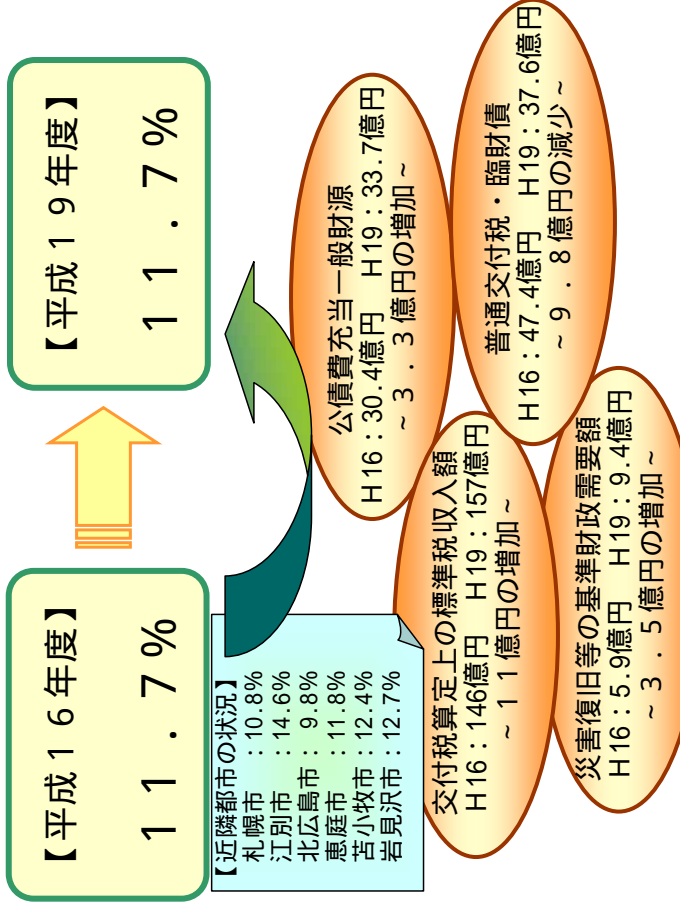 【平成１６年度】
１１．７％
【平成１９年度】
１１．７％
【近隣都市の状況】
札幌市　：10.8%
江別市　：14.6%
北広島市：9.8%
恵庭市　：11.8%
苫小牧市：12.4%
岩見沢市：12.7%
公債費充当一般財源
H16：30.4億円　H19：33.7億円
～３．３億円の増加～
交付税算定上の標準税収入額
H16：146億円　H19：157億円
～１１億円の増加～
普通交付税・臨財債
H16：47.4億円　H19：37.6億円
～９．８億円の減少～
災害復旧等の基準財政需要額
H16：5.9億円　H19：9.4億円
～３．５億円の増加～